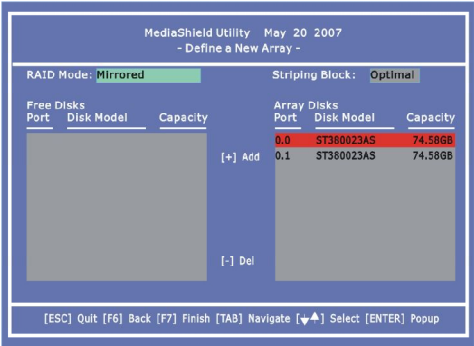 MediaShield Utility May 20 2007
- Define a New Array -
RAID Mode: Mirrored
Striping Block: Optimal
Free Disks
Port Disk Model Capacity
Array Disks
Port Disk Model Capacity
0.0 ST380023AS 74.58GB
0.1 ST380023AS 74.58GB
[+] Add
[-] Del
[ESC] Quit [F6] Back [F7] Finish [TAB] Navigate [↓↑] Select [ENTER] Popup